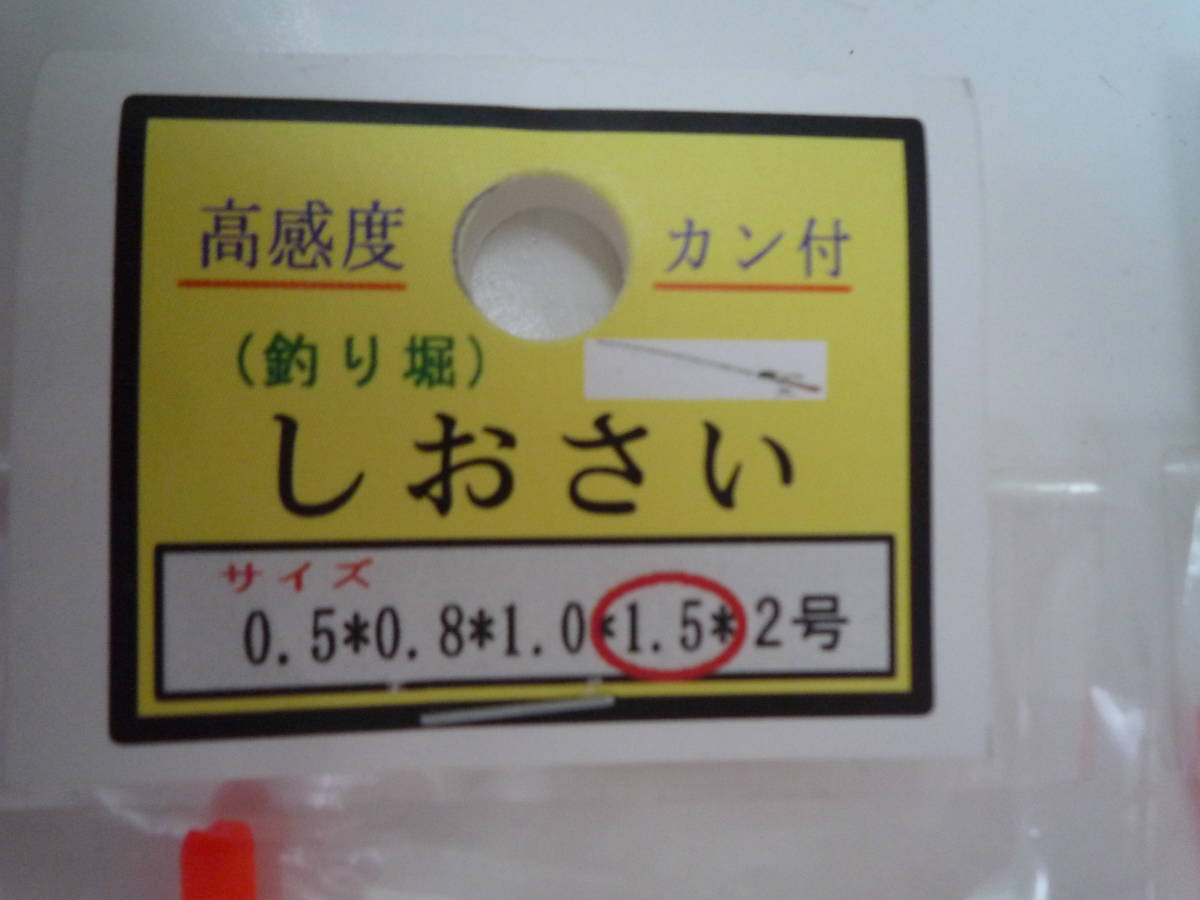 高感度 カン付
(釣り堀)
しおさい
サイズ
0.5*0.8*1.0*1.5*2号